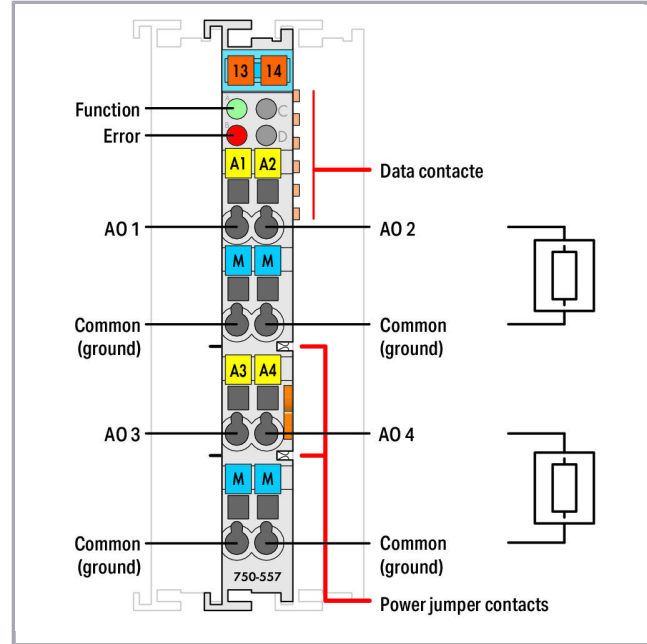 13 14
A C
Function
B D
Error
A1 A2
Data contacte
AO 1
AO 2
M M
Common
(ground)
Common
(ground)
A3 A4
AO 3
AO 4
M M
Common
(ground)
Common
(ground)
750-557
Power jumper contacts